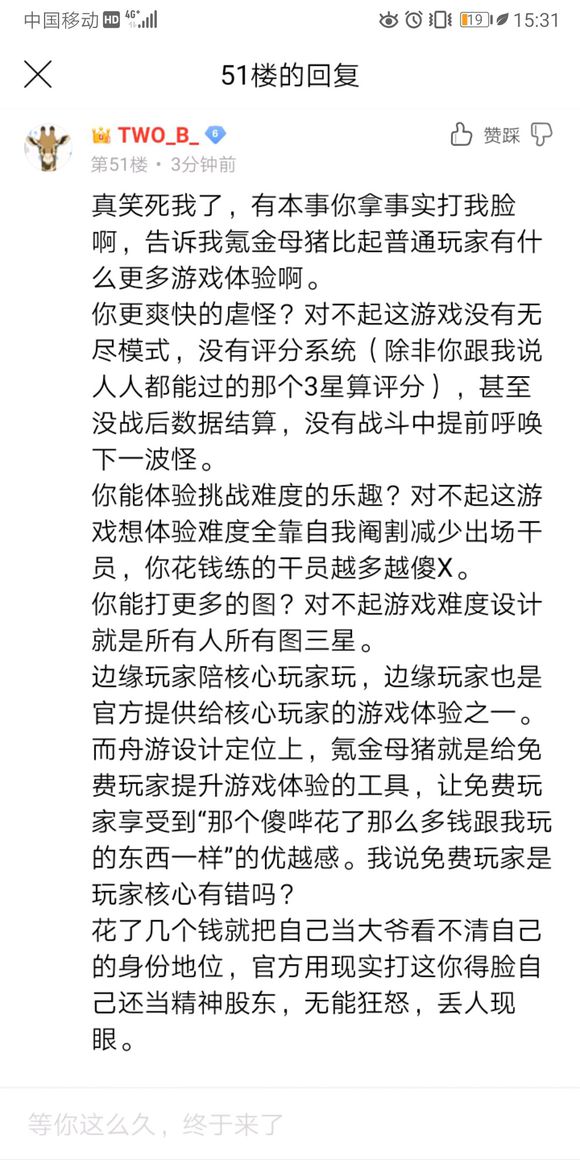 中国移动 HD 4G+ 19 15:31
51楼的回复
TWO_B_ 6
赞踩
第51楼 • 3分钟前
真笑死我了，有本事你拿事实打我脸
啊，告诉我氪金母猪比起普通玩家有什
么更多游戏体验啊。
你更爽快的虐怪？对不起这游戏没有无
尽模式，没有评分系统（除非你跟我说
人人都能过的那个3星算评分），甚至
没战后数据结算，没有战斗中提前呼唤
下一波怪。
你能体验挑战难度的乐趣？对不起这游
戏想体验难度全靠自我阉割减少出场干
员，你花钱练的干员越多越傻X。
你能打更多的图？对不起游戏难度设计
就是所有人所有图三星。
边缘玩家陪核心玩家玩，边缘玩家也是
官方提供给核心玩家的游戏体验之一。
而舟游设计定位上，氪金母猪就是给免
费玩家提升游戏体验的工具，让免费玩
家享受到“那个傻哔花了那么多钱跟我玩
的东西一样”的优越感。我说免费玩家是
玩家核心有错吗？
花了几个钱就把自己当大爷看不清自己
的身份地位，官方用现实打这你得脸自
己还当精神股东，无能狂怒，丢人现
眼。
等你这么久，终于来了